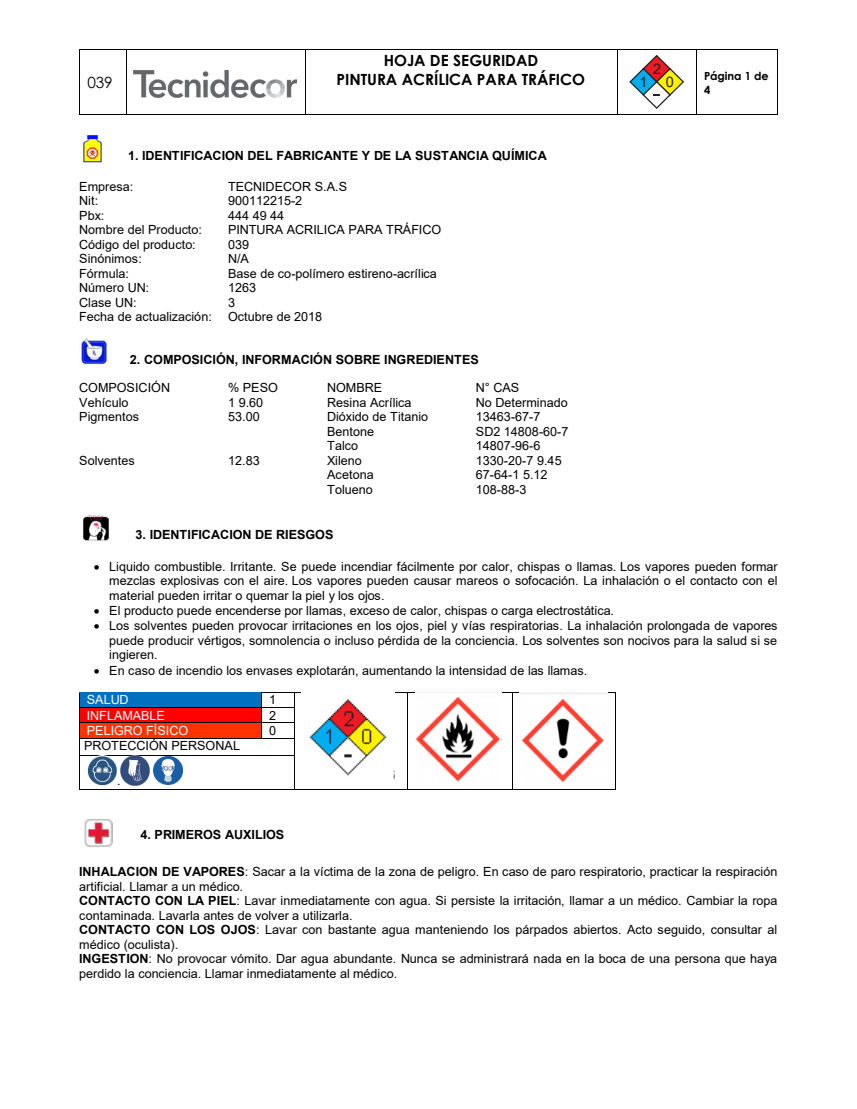 039
Tecnidecor
HOJA DE SEGURIDAD
PINTURA ACRÍLICA PARA TRÁFICO
2
1 0
-
Página 1 de
4
1. IDENTIFICACION DEL FABRICANTE Y DE LA SUSTANCIA QUÍMICA
Empresa: TECNIDECOR S.A.S
Nit: 900112215-2
Pbx: 444 49 44
Nombre del Producto: PINTURA ACRILICA PARA TRÁFICO
Código del producto: 039
Sinónimos: N/A
Fórmula: Base de co-polímero estireno-acrílica
Número UN: 1263
Clase UN: 3
Fecha de actualización: Octubre de 2018
2. COMPOSICIÓN, INFORMACIÓN SOBRE INGREDIENTES
COMPOSICIÓN % PESO NOMBRE N° CAS
Vehículo 1 9.60 Resina Acrílica No Determinado
Pigmentos 53.00 Dióxido de Titanio 13463-67-7
Bentone SD2 14808-60-7
Talco 14807-96-6
Solventes 12.83 Xileno 1330-20-7 9.45
Acetona 67-64-1 5.12
Tolueno 108-88-3
3. IDENTIFICACION DE RIESGOS
• Liquido combustible. Irritante. Se puede incendiar fácilmente por calor, chispas o llamas. Los vapores pueden formar
mezclas explosivas con el aire. Los vapores pueden causar mareos o sofocación. La inhalación o el contacto con el
material pueden irritar o quemar la piel y los ojos.
• El producto puede encenderse por llamas, exceso de calor, chispas o carga electrostática.
• Los solventes pueden provocar irritaciones en los ojos, piel y vías respiratorias. La inhalación prolongada de vapores
puede producir vértigos, somnolencia o incluso pérdida de la conciencia. Los solventes son nocivos para la salud si se
ingieren.
• En caso de incendio los envases explotarán, aumentando la intensidad de las llamas.
SALUD 1
INFLAMABLE 2
PELIGRO FÍSICO 0
PROTECCIÓN PERSONAL
.
2
1 0
-
4. PRIMEROS AUXILIOS
INHALACION DE VAPORES: Sacar a la víctima de la zona de peligro. En caso de paro respiratorio, practicar la respiración
artificial. Llamar a un médico.
CONTACTO CON LA PIEL: Lavar inmediatamente con agua. Si persiste la irritación, llamar a un médico. Cambiar la ropa
contaminada. Lavarla antes de volver a utilizarla.
CONTACTO CON LOS OJOS: Lavar con bastante agua manteniendo los párpados abiertos. Acto seguido, consultar al
médico (oculista).
INGESTION: No provocar vómito. Dar agua abundante. Nunca se administrará nada en la boca de una persona que haya
perdido la conciencia. Llamar inmediatamente al médico.